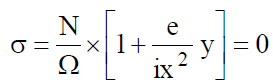 σ = N/Ω × [1 + e/ix² y] = 0